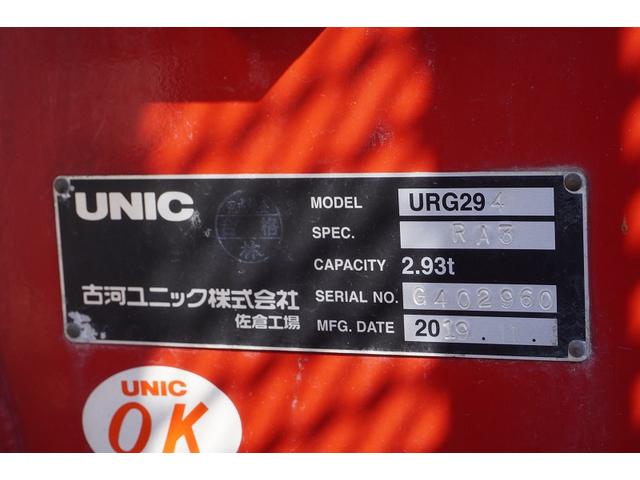 UNIC
MODEL URG294
SPEC. RA3
CAPACITY 2.93t
古河ユニック株式会社
SERIAL NO. G402960
佐倉工場
MFG. DATE 2019.11.
UNIC
OK